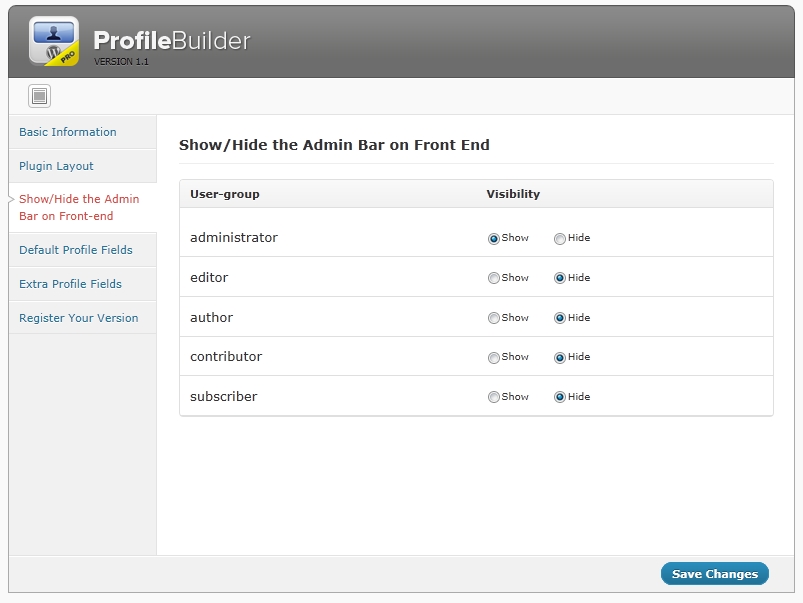 PRO
ProfileBuilder
VERSION 1.1
Basic Information
Plugin Layout
Show/Hide the Admin
Bar on Front-end
Default Profile Fields
Extra Profile Fields
Register Your Version
Show/Hide the Admin Bar on Front End
User-group Visibility
administrator Show Hide
editor Show Hide
author Show Hide
contributor Show Hide
subscriber Show Hide
Save Changes